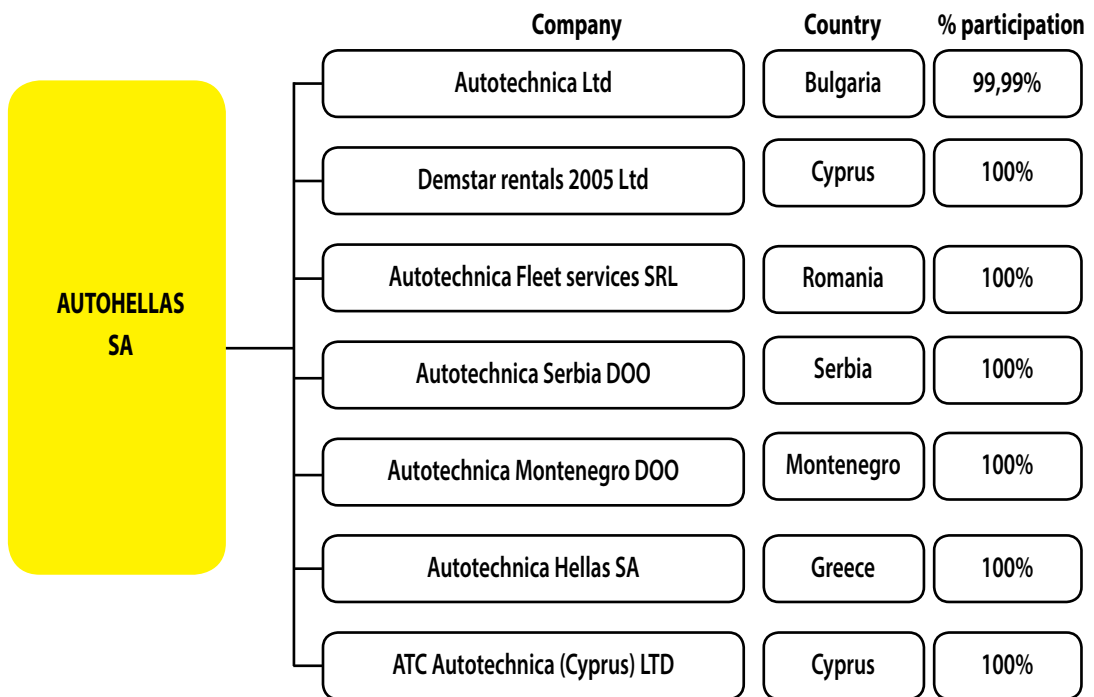 Company Country % participation
Autotechnica Ltd Bulgaria 99,99%
Demstar rentals 2005 Ltd Cyprus 100%
Autotechnica Fleet services SRL Romania 100%
AUTOHELLAS
SA
Autotechnica Serbia DOO Serbia 100%
Autotechnica Montenegro DOO Montenegro 100%
Autotechnica Hellas SA Greece 100%
ATC Autotechnica (Cyprus) LTD Cyprus 100%